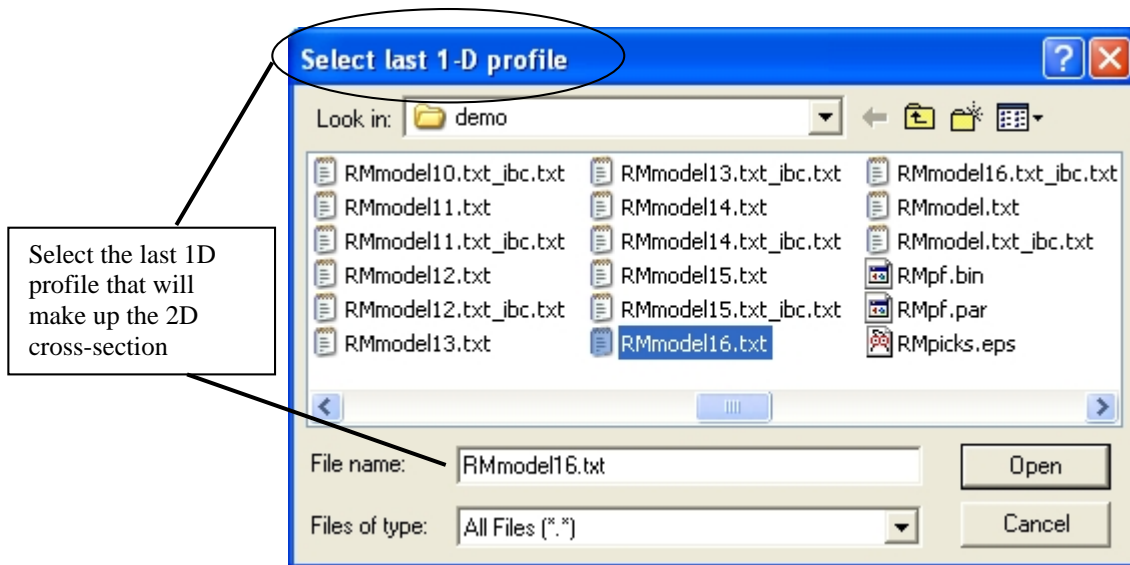 Select last 1-D profile
Look in: demo
RMmodel10.txt_ibc.txt RMmodel13.txt_ibc.txt RMmodel16.txt_ibc.txt
RMmodel11.txt RMmodel14.txt RMmodel.txt
RMmodel11.txt_ibc.txt RMmodel14.txt_ibc.txt RMmodel.txt_ibc.txt
RMmodel12.txt RMmodel15.txt RMpf.bin
RMmodel12.txt_ibc.txt RMmodel15.txt_ibc.txt RMpf.par
RMmodel13.txt RMmodel16.txt RMpicks.eps
Select the last 1D
profile that will
make up the 2D
cross-section
File name: RMmodel16.txt Open
Files of type: All Files (*.*) Cancel